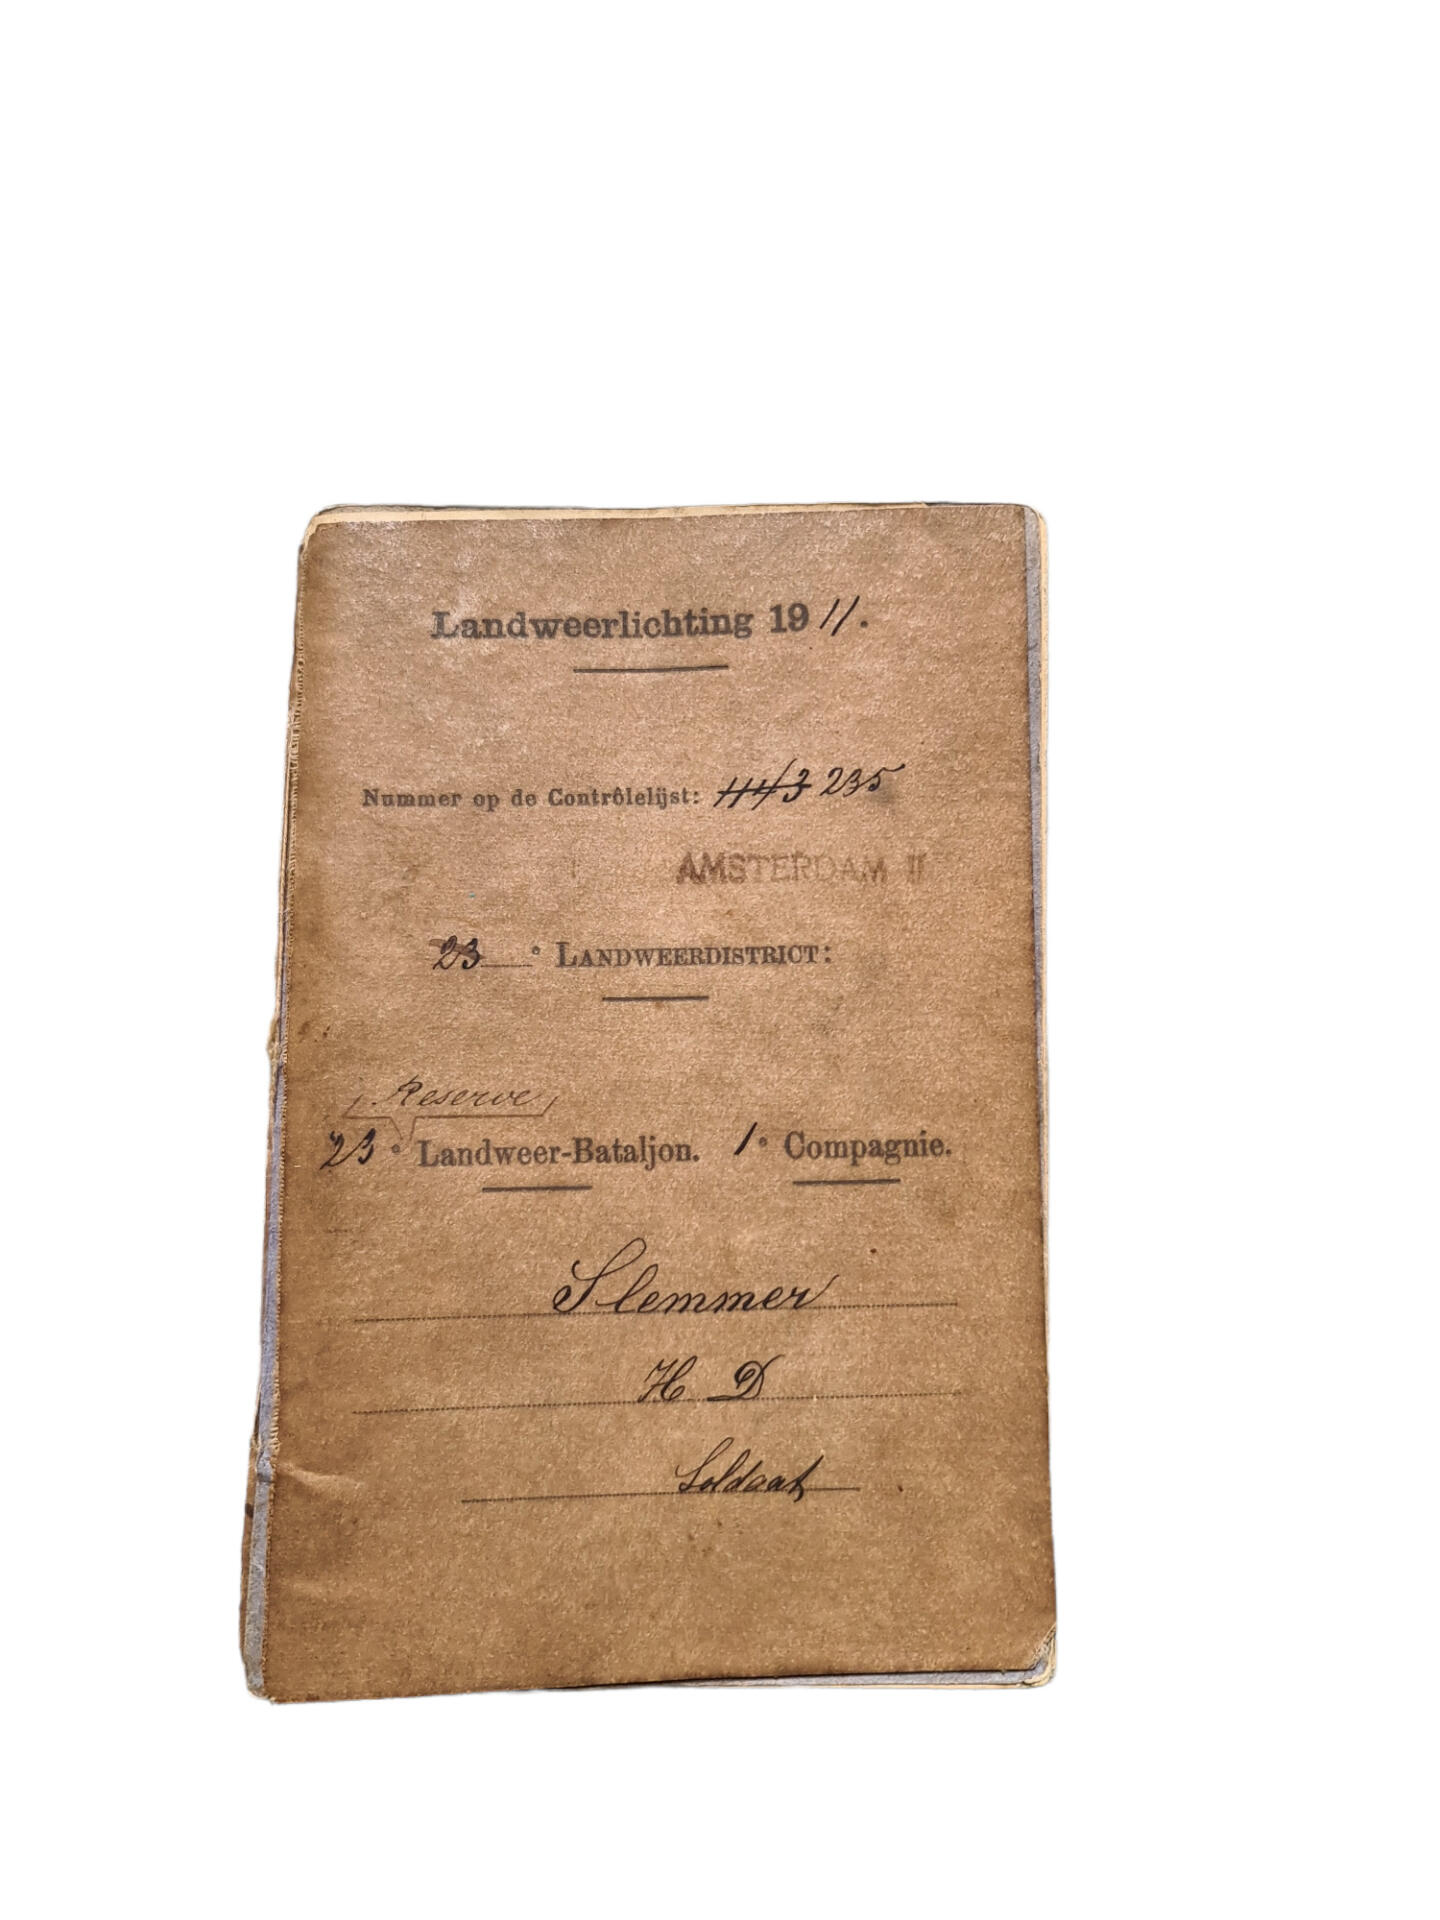 Landweerlichting 1911.
Nummer op de Contrôlelijst: 1143 235
AMSTERDAM II
23e LANDWEERDISTRICT:
Reserve
23e Landweer-Bataljon. 1e Compagnie.
Slemmer
H D
Soldaat